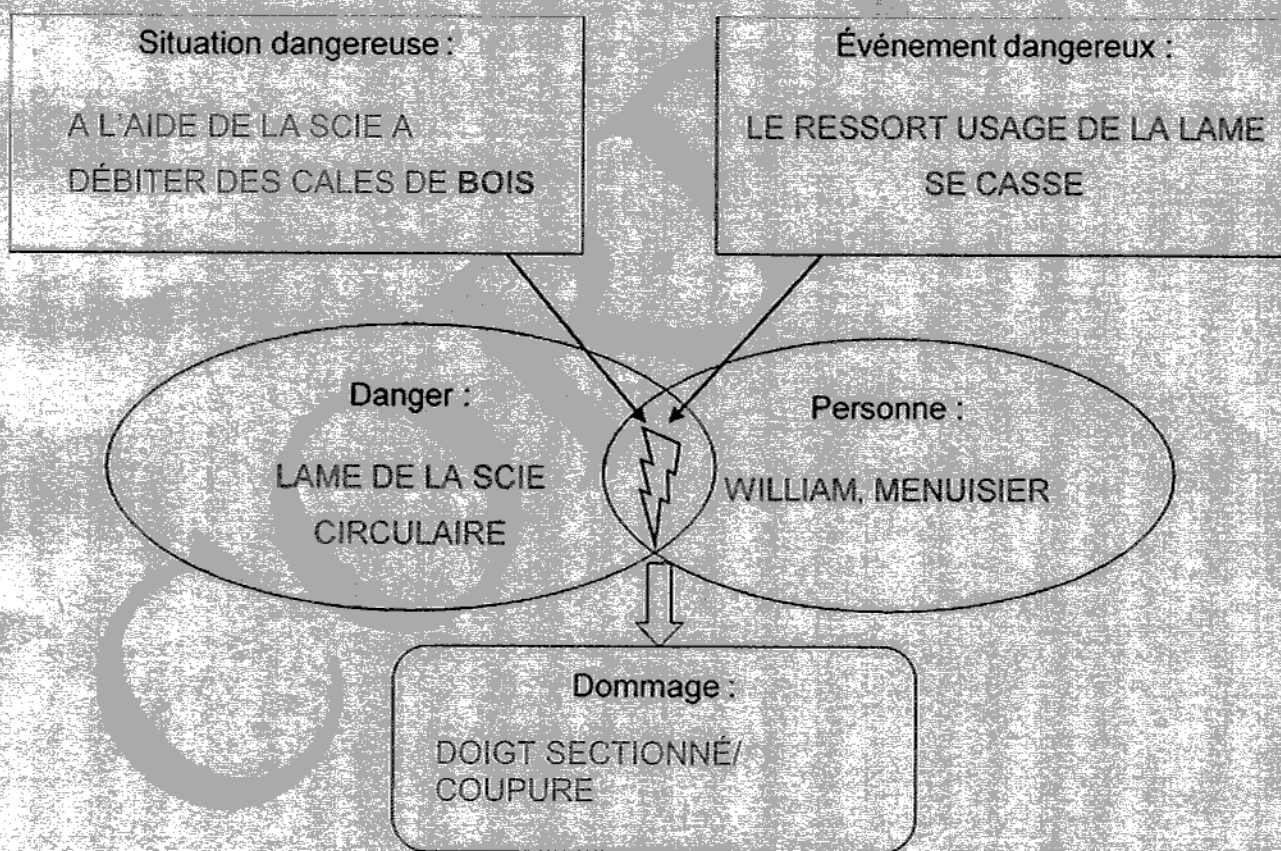 Situation dangereuse :
A L'AIDE DE LA SCIE A
DÉBITER DES CALES DE BOIS
Événement dangereux :
LE RESSORT USAGE DE LA LAME
SE CASSE
Danger :
LAME DE LA SCIE
CIRCULAIRE
Personne :
WILLIAM, MENUISIER
Dommage :
DOIGT SECTIONNÉ/
COUPURE